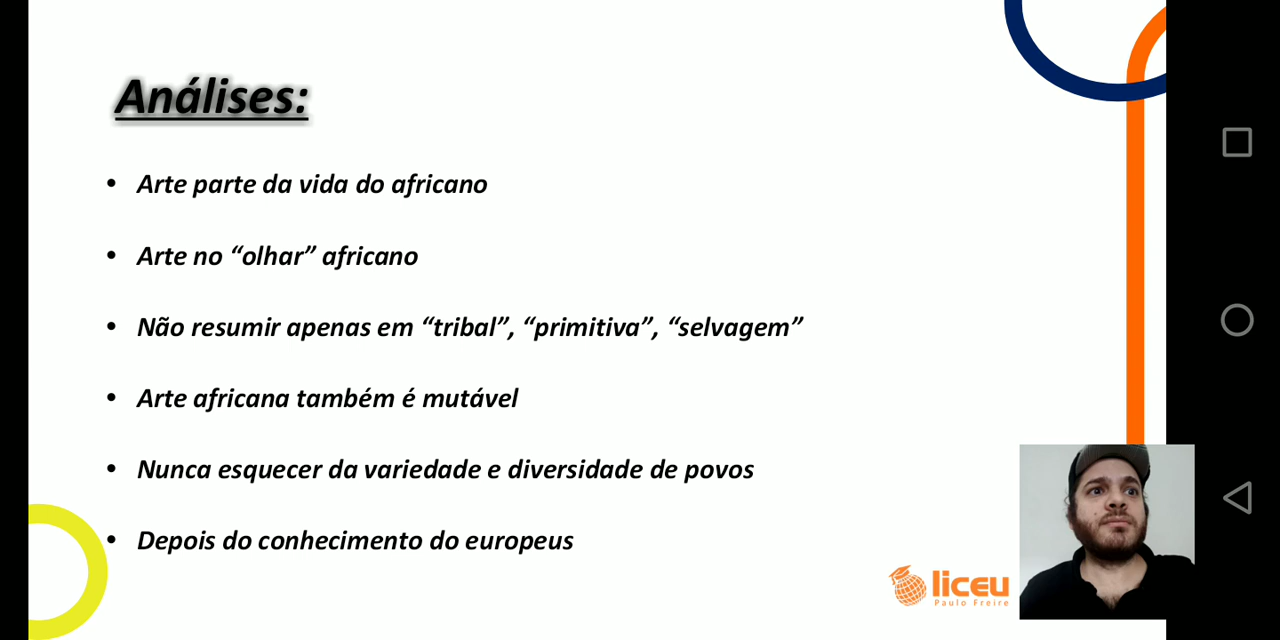 Análises:
• Arte parte da vida do africano
• Arte no “olhar” africano
• Não resumir apenas em “tribal”, “primitiva”, “selvagem”
• Arte africana também é mutável
• Nunca esquecer da variedade e diversidade de povos
• Depois do conhecimento do europeus
liceu
Paulo Freire